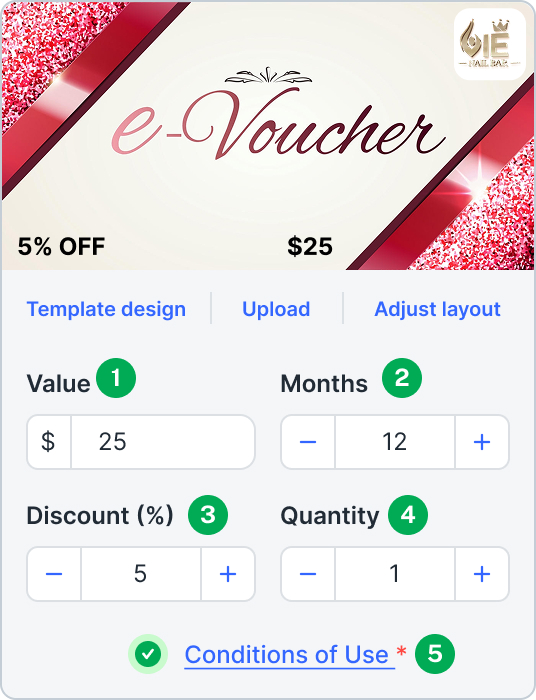 GIE
NAIL BAR
e-Voucher
5% OFF $25
Template design Upload Adjust layout
Value 1 Months 2
$ 25 − 12 +
Discount (%) 3 Quantity 4
− 5 + − 1 +
Conditions of Use * 5